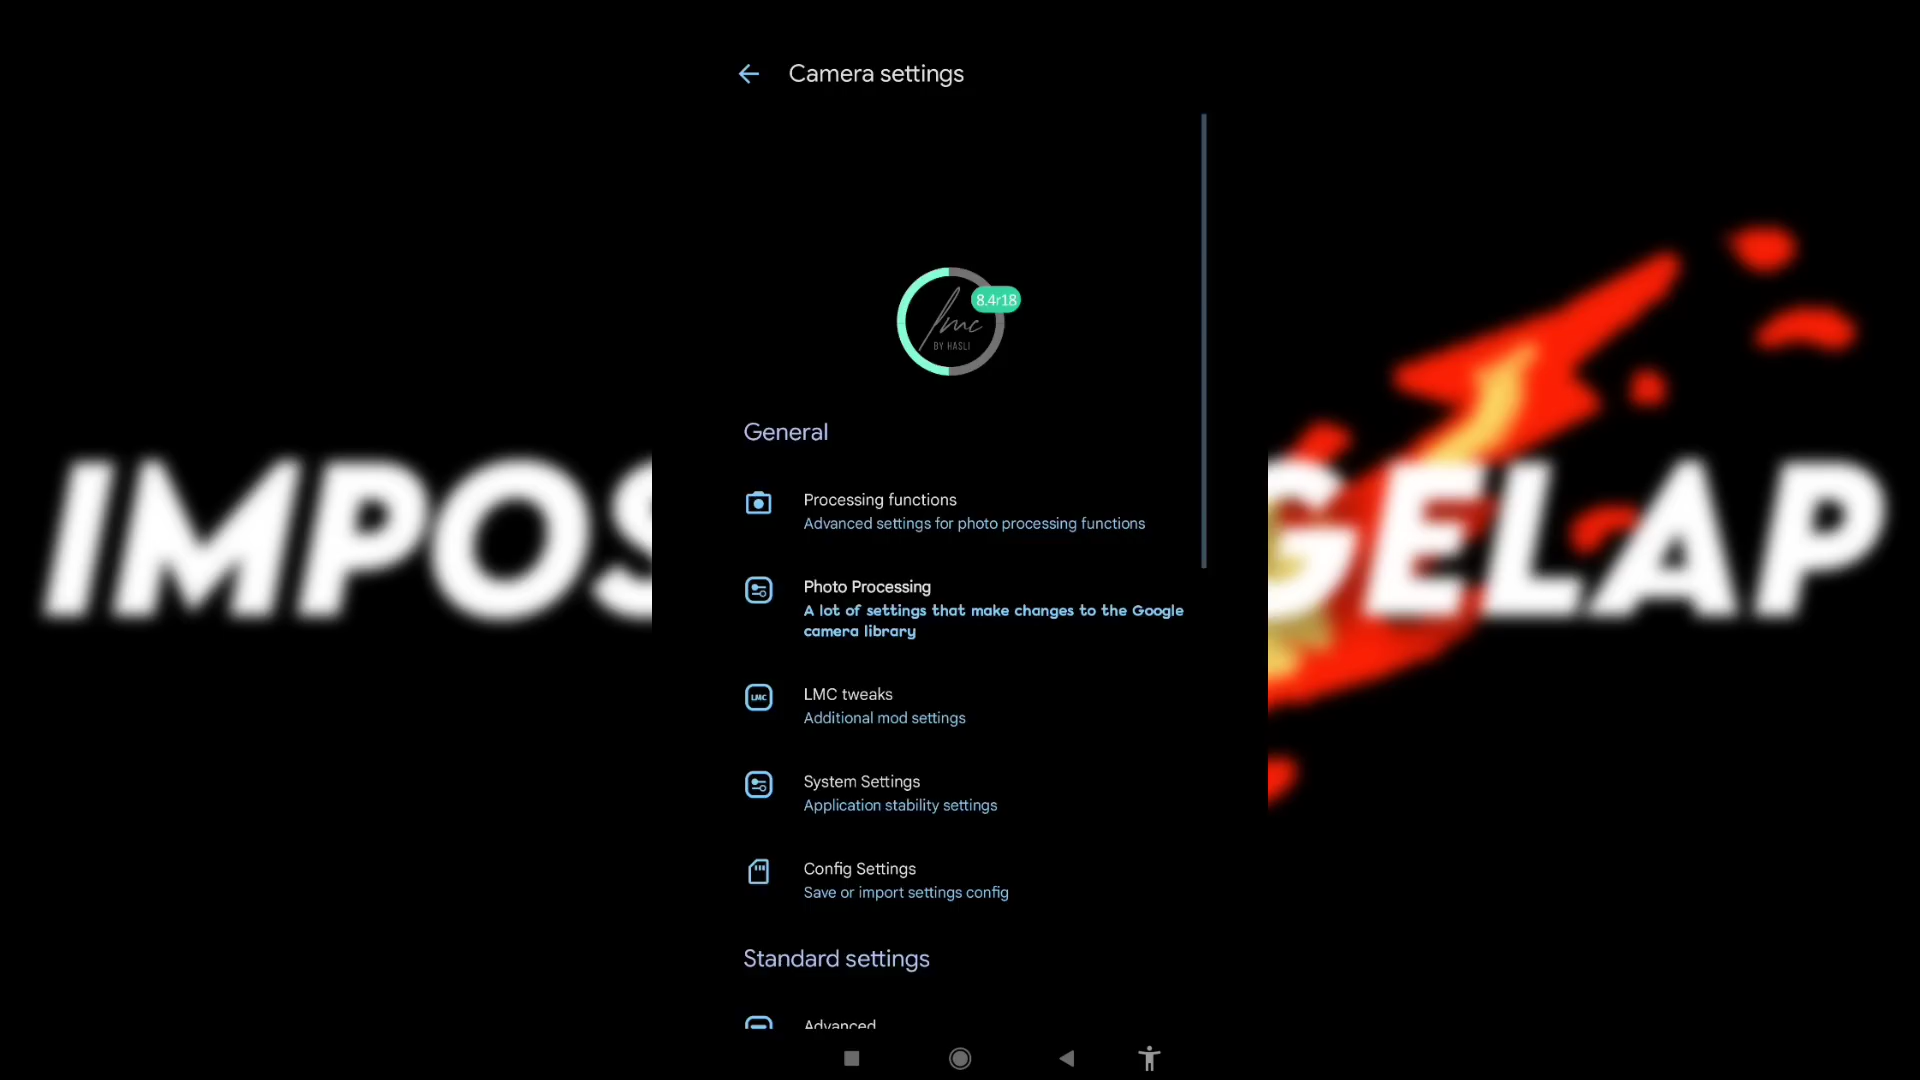 Camera settings
8.4r18
lmc
BY HASLI
General
Processing functions
Advanced settings for photo processing functions
Photo Processing
A lot of settings that make changes to the Google
camera library
LMC
LMC tweaks
Additional mod settings
System Settings
Application stability settings
Config Settings
Save or import settings config
Standard settings
Advanced
IMPOS
GELAP